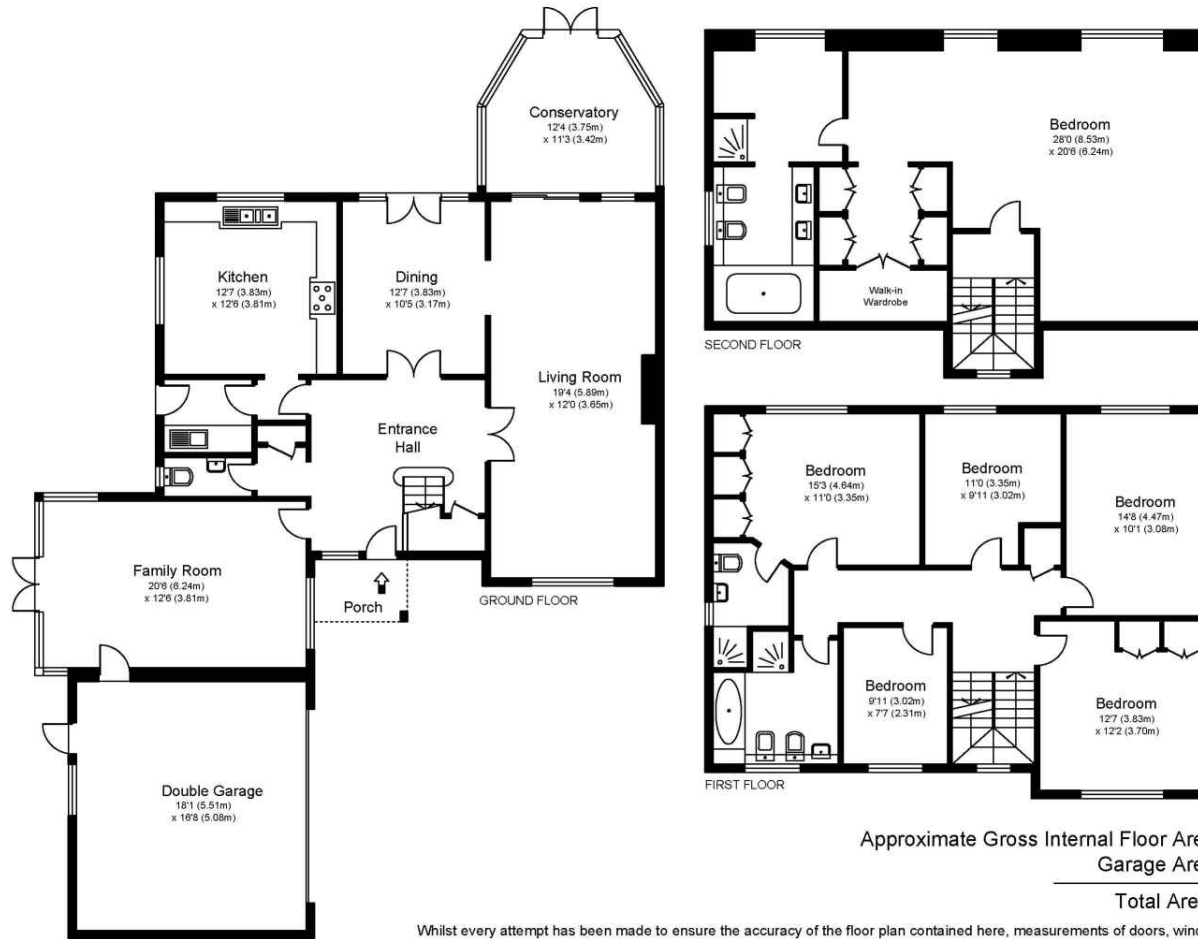 Conservatory
12'4 (3.75m)
x 11'3 (3.42m)
Kitchen
12'7 (3.83m)
x 12'6 (3.81m)
Dining
12'7 (3.83m)
x 10'5 (3.17m)
Living Room
19'4 (5.89m)
x 12'0 (3.65m)
Entrance
Hall
Family Room
20'6 (6.24m)
x 12'6 (3.81m)
Porch
GROUND FLOOR
Double Garage
18'1 (5.51m)
x 16'8 (5.08m)
Bedroom
28'0 (8.53m)
x 20'6 (6.24m)
Walk-in
Wardrobe
SECOND FLOOR
Bedroom
15'3 (4.64m)
x 11'0 (3.35m)
Bedroom
11'0 (3.35m)
x 9'11 (3.02m)
Bedroom
14'8 (4.47m)
x 10'1 (3.08m)
Bedroom
9'11 (3.02m)
x 7'7 (2.31m)
Bedroom
12'7 (3.83m)
x 12'2 (3.70m)
FIRST FLOOR
Approximate Gross Internal Floor Are
Garage Are
Total Are
Whilst every attempt has been made to ensure the accuracy of the floor plan contained here, measurements of doors, wind